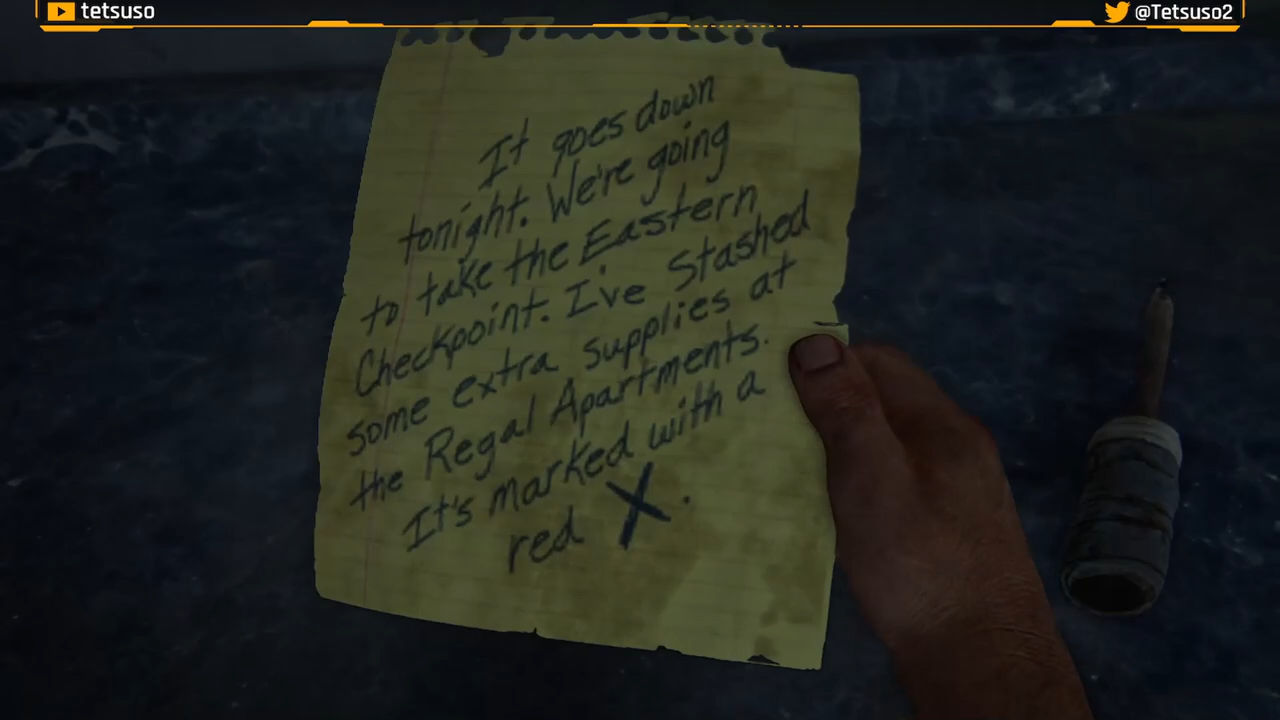 tetsuso
@Tetsuso2
It goes down
tonight. We're going
to take the Eastern
Checkpoint. I've stashed
some extra supplies at
the Regal Apartments.
It's marked with a
red X.